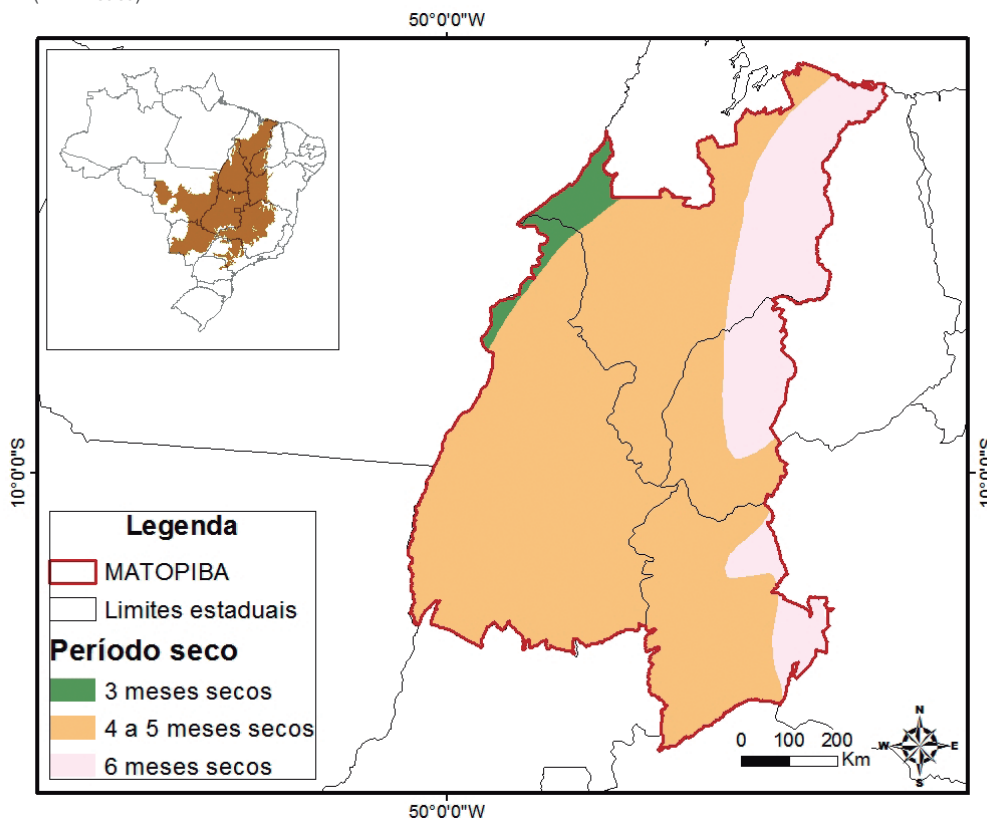 50°0'0"W
10°0'0"S
10°0'0"S
Legenda
MATOPIBA
Limites estaduais
Período seco
3 meses secos
4 a 5 meses secos
6 meses secos
0 100 200
Km
N
W E
S
50°0'0"W